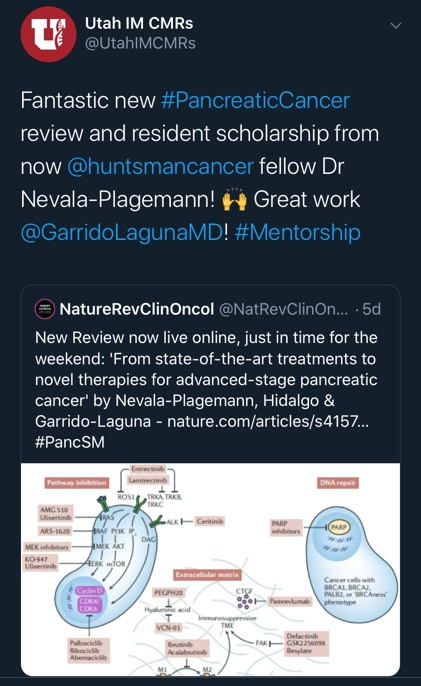 Utah IM CMRs
@UtahIMCMRs
Fantastic new #PancreaticCancer
review and resident scholarship from
now @huntsmancancer fellow Dr
Nevala-Plagemann! 🙌 Great work
@GarridoLagunaMD! #Mentorship
NatureRevClinOncol @NatRevClinOn... · 5d
New Review now live online, just in time for the
weekend: 'From state-of-the-art treatments to
novel therapies for advanced-stage pancreatic
cancer' by Nevala-Plagemann, Hidalgo &
Garrido-Laguna - nature.com/articles/s4157...
#PancSM
Entrectinib
Larotrectinib
Pathway inhibition
DNA repair
ROS1
TRKA, TRKB,
TRKC
AMG 510
Ulixertinib
RAS
ALK
Ceritinib
ARS-1620
RAF PI3K IP
DAG
MEK inhibitors
MEK AKT
KO-947
Ulixertinib
ERK mTOR
PARP
inhibitors
PARP
Cyclin D
CDK4/
CDK6
Cancer cells with
BRCA1, BRCA2,
PALB2, or 'BRCAness'
phenotype
Extracellular matrix
PEGPH20
CTGF
Pamrevlumab
Hyaluronic acid
VCN-01
Immunosuppressive
TME
Palbociclib
Ribociclib
Abemaciclib
Ibrutinib
Acalabrutinib
FAK
Defactinib
GSK2256098
Besylate
M1
M2